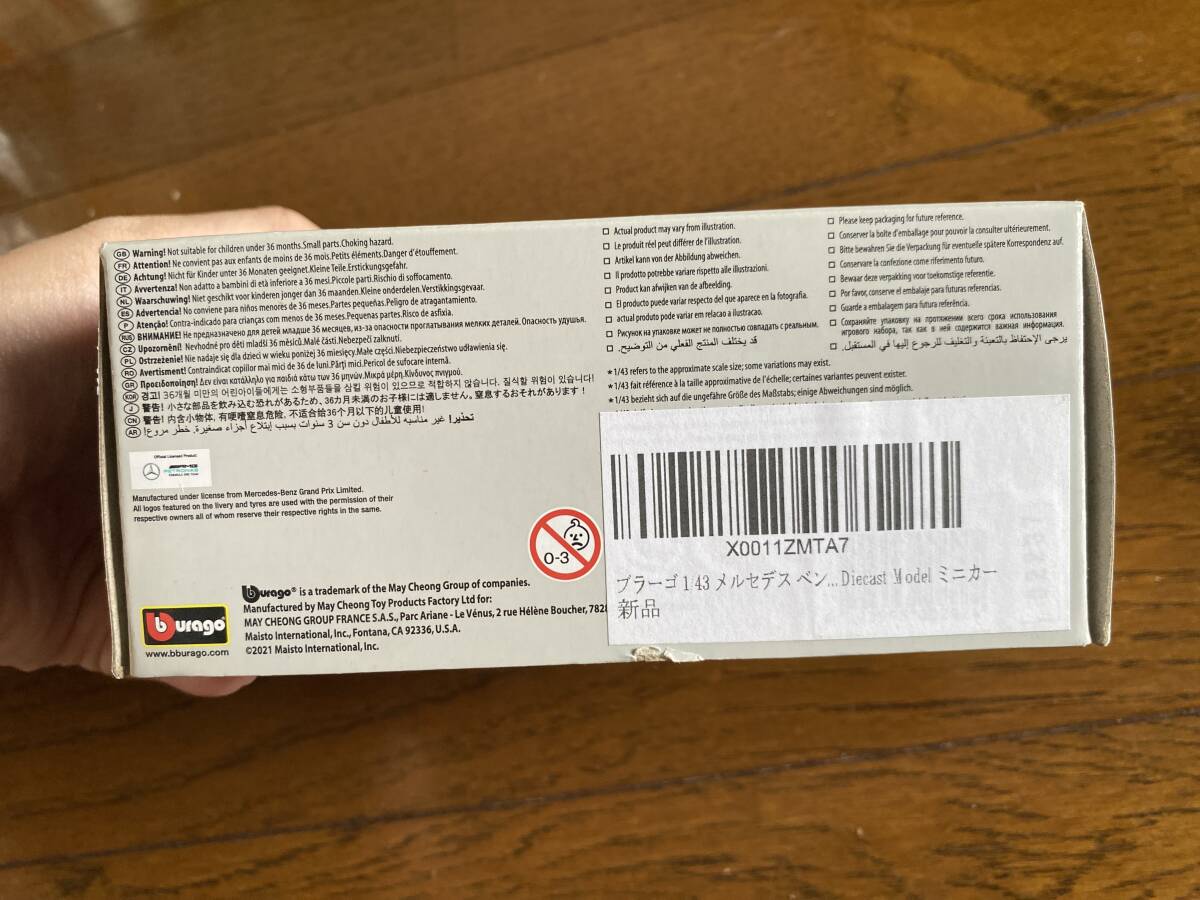 GB Warning! Not suitable for children under 36 months.Small parts.Choking hazard.
FR Attention! Ne convient pas aux enfants de moins de 36 mois.Petits éléments.Danger d'étouffement.
DE Achtung! Nicht für Kinder unter 36 Monaten geeignet.Kleine Teile.Erstickungsgefahr.
IT Avvertenza! Non adatto a bambini di età inferiore a 36 mesi.Piccole parti.Rischio di soffocamento.
NL Waarschuwing! Niet geschikt voor kinderen jonger dan 36 maanden.Kleine onderdelen.Verstikkingsgevaar.
ES Advertencia! No conviene para niños menores de 36 meses.Partes pequeñas.Peligro de atragantamiento.
P Atenção! Contra-indicado para crianças com menos de 36 meses.Partes pequenas.Risco de asfixia.
RUS ВНИМАНИЕ! Не предназначено для детей младше 36 месяцев, из-за опасности проглатывания мелких деталей. Опасность удушья.
CZ Upozornění! Nevhodné pro děti mladší 36 měsíců.Malé části.Nebezpečí zalknutí.
PL Ostrzeżenie! Nie nadaje się dla dzieci w wieku poniżej 36 miesięcy.Małe części.Niebezpieczeństwo udławienia się.
RO Avertisment! Contraindicat copiilor mai mici de 36 de luni.Părți mici.Pericol de sufocare internă.
GR Προειδοποίηση! Δεν είναι κατάλληλο για παιδιά κάτω των 36 μηνών.Μικρά μέρη.Κίνδυνος πνιγμού.
KOR 경고! 36개월 미만의 어린아이들에게는 소형부품들을 삼킬 위험이 있으므로 적합하지 않습니다. 질식할 위험이 있습니다!
J 警告! 小さな部品を飲み込む恐れがあるため、36カ月未満のお子様には適しません。窒息するおそれがあります!
CN 警告! 内含小物体, 有哽噎窒息危险, 不适合给36个月以下的儿童使用!
AR تحذير! غير مناسبه للأطفال دون سن 3 سنوات بسبب إبتلاع أجزاء صغيرة. خطر مروع!
Official Licensed Product
AMG
PETRONAS
FORMULA ONE TEAM
Manufactured under license from Mercedes-Benz Grand Prix Limited.
All logos featured on the livery and tyres are used with the permission of their
respective owners all of whom reserve their respective rights in the same.
0-3
bburago
www.bburago.com
bburago® is a trademark of the May Cheong Group of companies.
Manufactured by May Cheong Toy Products Factory Ltd for:
MAY CHEONG GROUP FRANCE S.A.S., Parc Ariane - Le Vénus, 2 rue Hélène Boucher, 782
Maisto International, Inc., Fontana, CA 92336, U.S.A.
©2021 Maisto International, Inc.
Actual product may vary from illustration.
Le produit réel peut différer de l'illustration.
Artikel kann von der Abbildung abweichen.
Il prodotto potrebbe variare rispetto alle illustrazioni.
Product kan afwijken van de afbeelding.
El producto puede variar respecto del que aparece en la fotografía.
actual produto pode variar em relacao a ilustracao.
Рисунок на упаковке может не полностью совпадать с реальным.
قد يختلف المنتج الفعلي من التوضيح.
Please keep packaging for future reference.
Conserver la boîte d'emballage pour pouvoir la consulter ultérieurement.
Bitte bewahren Sie die Verpackung für eventuelle spätere Korrespondenz auf.
Conservare la confezione come riferimento futuro.
Bewaar deze verpakking voor toekomstige referentie.
Por favor, conserve el embalaje para futuras referencias.
Guarde a embalagem para futura referência.
Сохраняйте упаковку на протяжении всего срока использования
игрового набора, так как в ней содержится важная информация.
يرجى الإحتفاظ بالتعبئة والتغليف للرجوع إليها في المستقبل.
*1/43 refers to the approximate scale size; some variations may exist.
*1/43 fait référence à la taille approximative de l'échelle; certaines variantes peuvent exister.
*1/43 bezieht sich auf die ungefähre Größe des Maßstabs; einige Abweichungen sind möglich.
X0011ZMTA7
ブラーゴ 1:43 メルセデス ベン...Diecast Model ミニカー
新品